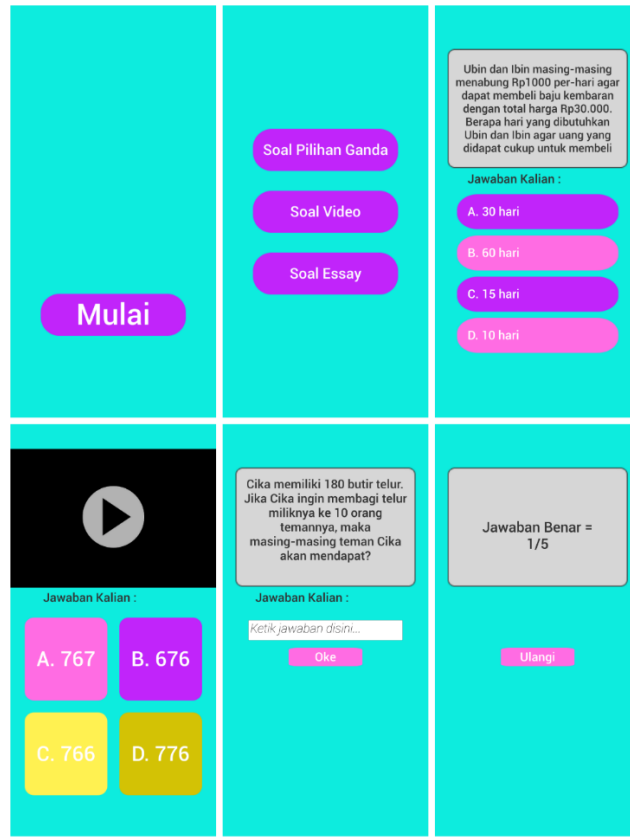 Mulai
Soal Pilihan Ganda
Soal Video
Soal Essay
Ubin dan Ibin masing-masing
menabung Rp1000 per-hari agar
dapat membeli baju kembaran
dengan total harga Rp30.000.
Berapa hari yang dibutuhkan
Ubin dan Ibin agar uang yang
didapat cukup untuk membeli
Jawaban Kalian :
A. 30 hari
B. 60 hari
C. 15 hari
D. 10 hari
Jawaban Kalian :
A. 767
B. 676
C. 766
D. 776
Cika memiliki 180 butir telur.
Jika Cika ingin membagi telur
miliknya ke 10 orang
temannya, maka
masing-masing teman Cika
akan mendapat?
Jawaban Kalian :
Ketik jawaban disini...
Oke
Jawaban Benar =
1/5
Ulangi